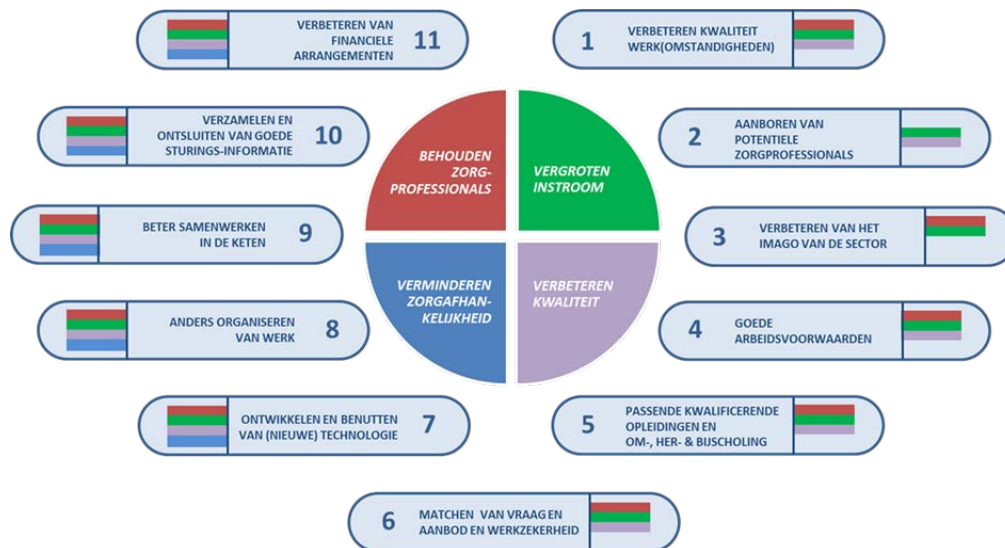 VERBETEREN VAN
FINANCIELE
ARRANGEMENTEN
11
1
VERBETEREN KWALITEIT
WERK(OMSTANDIGHEDEN)
VERZAMELEN EN
ONTSLUITEN VAN GOEDE
STURINGS-INFORMATIE
10
2
AANBOREN VAN
POTENTIELE
ZORGPROFESSIONALS
BEHOUDEN
ZORG-
PROFESSIONALS
VERGROTEN
INSTROOM
BETER SAMENWERKEN
IN DE KETEN
9
3
VERBETEREN VAN HET
IMAGO VAN DE SECTOR
VERMINDEREN
ZORGAFHAN-
KELIJKHEID
VERBETEREN
KWALITEIT
ANDERS ORGANISEREN
VAN WERK
8
4
GOEDE
ARBEIDSVOORWAARDEN
ONTWIKKELEN EN BENUTTEN
VAN (NIEUWE) TECHNOLOGIE
7
5
PASSENDE KWALIFICERENDE
OPLEIDINGEN EN
OM-, HER- & BIJSCHOLING
6
MATCHEN VAN VRAAG EN
AANBOD EN WERKZEKERHEID